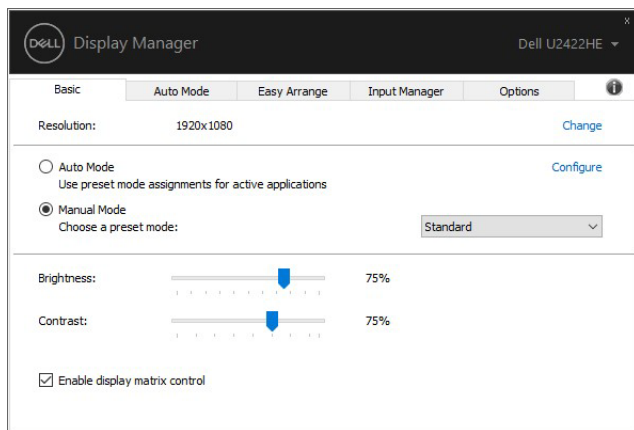 x
DELL Display Manager Dell U2422HE
Basic Auto Mode Easy Arrange Input Manager Options i
Resolution: 1920x1080 Change
Auto Mode Configure
Use preset mode assignments for active applications
Manual Mode
Choose a preset mode: Standard
Brightness: 75%
Contrast: 75%
Enable display matrix control